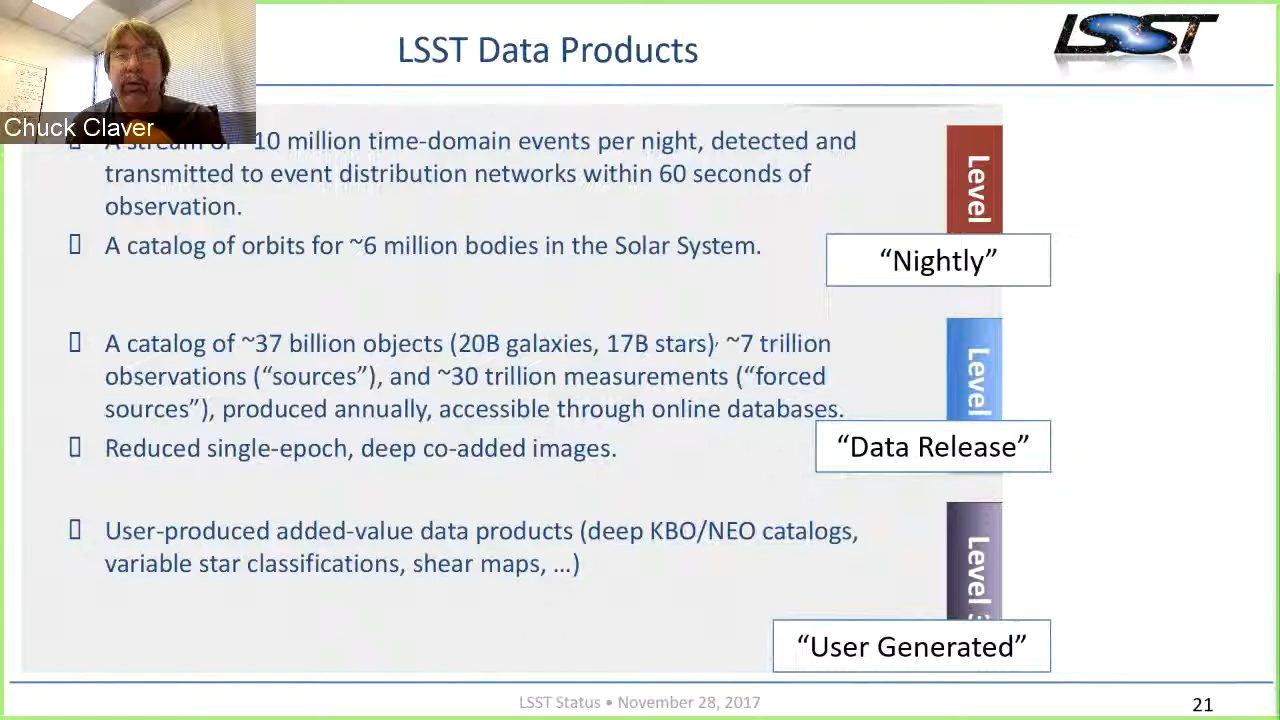 LSST Data Products
LSST
Chuck Claver
A stream of ~10 million time-domain events per night, detected and
transmitted to event distribution networks within 60 seconds of
observation.
A catalog of orbits for ~6 million bodies in the Solar System.
Level
“Nightly”
A catalog of ~37 billion objects (20B galaxies, 17B stars), ~7 trillion
observations (“sources”), and ~30 trillion measurements (“forced
sources”), produced annually, accessible through online databases.
Reduced single-epoch, deep co-added images.
Level
“Data Release”
User-produced added-value data products (deep KBO/NEO catalogs,
variable star classifications, shear maps, …)
Level
“User Generated”
LSST Status • November 28, 2017
21